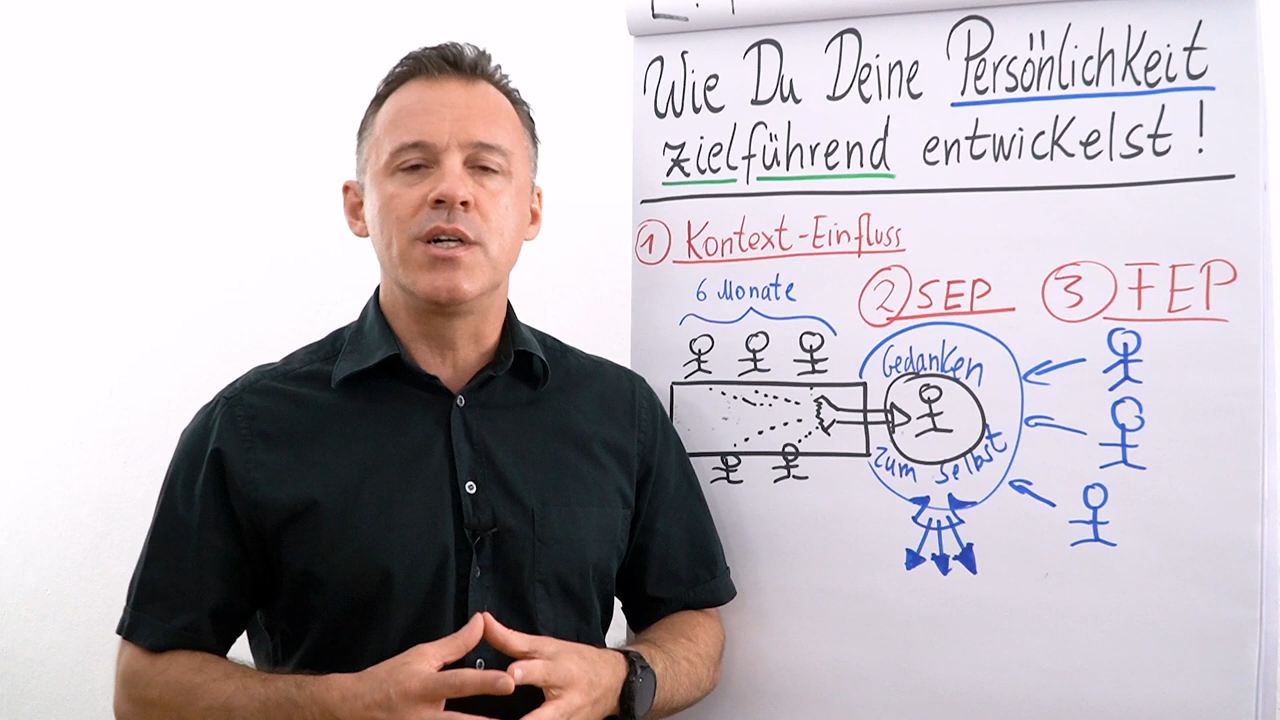 Wie Du Deine Persönlichkeit
zielführend entwickelst !
1 Kontext-Einfluss
6 Monate
2 SEP
Gedanken
zum Selbst
3 FEP